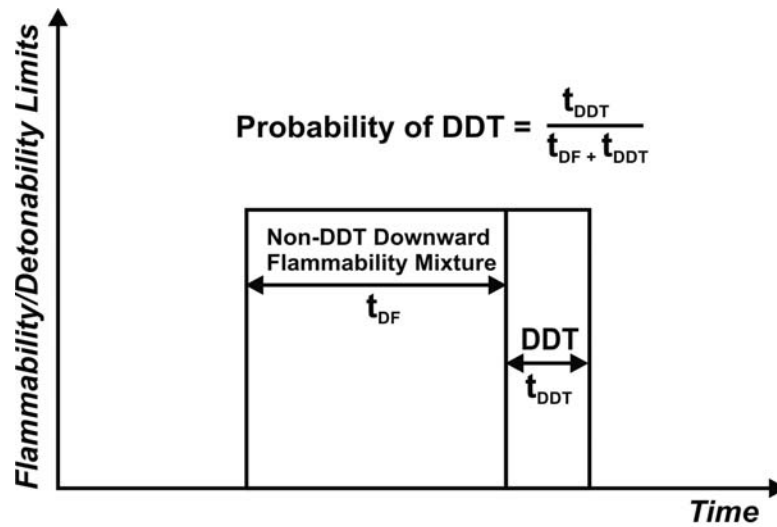 Flammability/Detonability Limits
t_DDT
Probability of DDT = 
t_DF + t_DDT
Non-DDT Downward
Flammability Mixture
t_DF
DDT
t_DDT
Time